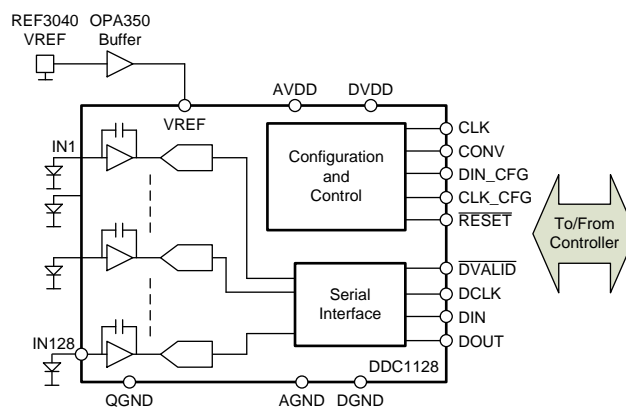 REF3040 OPA350
VREF Buffer
AVDD DVDD
VREF
IN1
Configuration
and
Control
CLK
CONV
DIN_CFG
CLK_CFG
RESET
To/From
Controller
Serial
Interface
DVALID
DCLK
DIN
DOUT
IN128
DDC1128
QGND AGND DGND